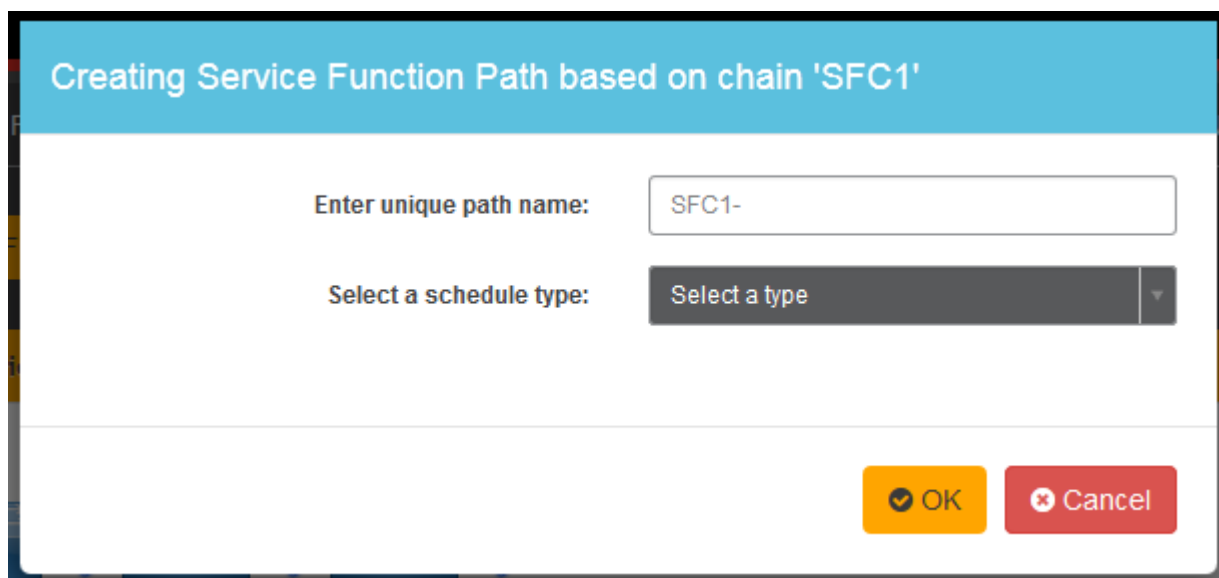 Creating Service Function Path based on chain 'SFC1'
Enter unique path name:
SFC1-
Select a schedule type:
Select a type
OK
Cancel